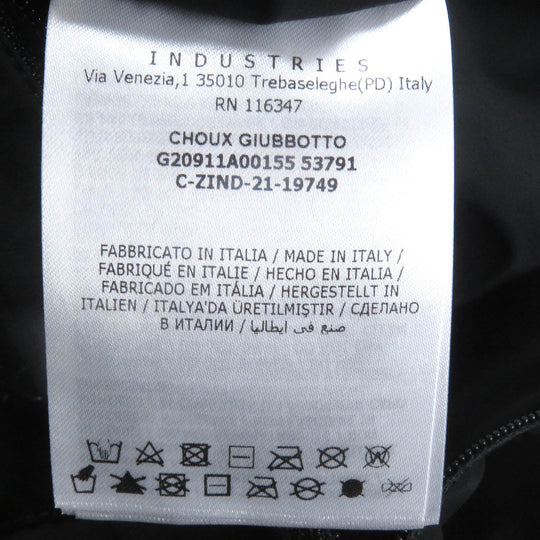 INDUSTRIES
Via Venezia,1 35010 Trebaseleghe(PD) Italy
RN 116347
CHOUX GIUBBOTTO
G20911A00155 53791
C-ZIND-21-19749
FABBRICATO IN ITALIA / MADE IN ITALY /
FABRIQUÉ EN ITALIE / HECHO EN ITALIA /
FABRICADO EM ITÁLIA / HERGESTELLT IN
ITALIEN / ITALYA'DA ÜRETILMIŞTIR / СДЕЛАНО
В ИТАЛИИ / صنع في ايطاليا